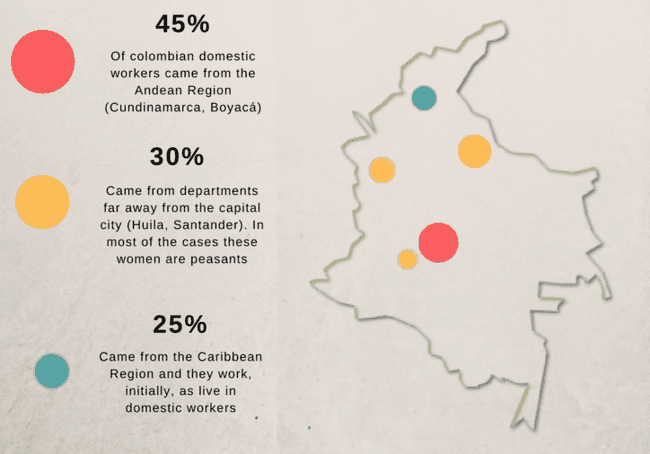 45%
Of colombian domestic
workers came from the
Andean Region
(Cundinamarca, Boyacá)
30%
Came from departments
far away from the capital
city (Huila, Santander). In
most of the cases these
women are peasants
25%
Came from the Caribbean
Region and they work,
initially, as live in
domestic workers